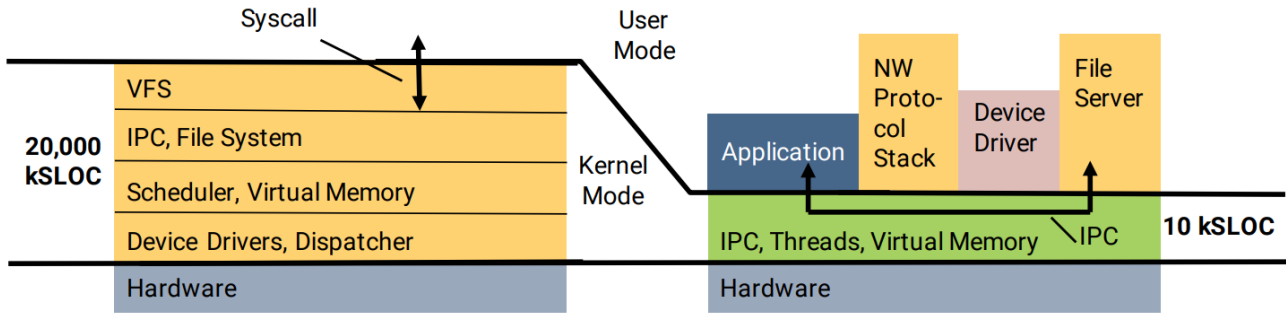 Syscall
User
Mode
VFS
IPC, File System
20,000
kSLOC
Scheduler, Virtual Memory
Device Drivers, Dispatcher
Hardware
Kernel
Mode
Application
NW
Proto-
col
Stack
Device
Driver
File
Server
IPC, Threads, Virtual Memory
IPC
10 kSLOC
Hardware